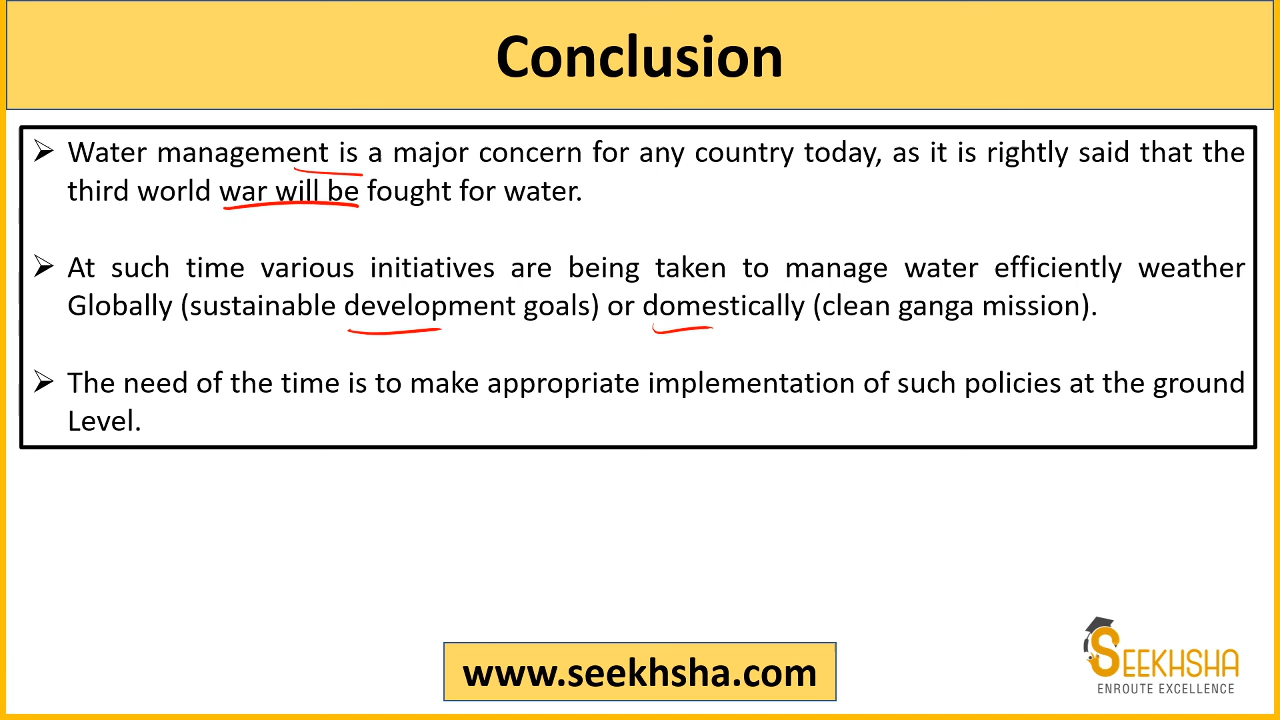 Conclusion
Water management is a major concern for any country today, as it is rightly said that the
third world war will be fought for water.
At such time various initiatives are being taken to manage water efficiently weather
Globally (sustainable development goals) or domestically (clean ganga mission).
The need of the time is to make appropriate implementation of such policies at the ground
Level.
www.seekhsha.com
SEEKHSHA
ENROUTE EXCELLENCE